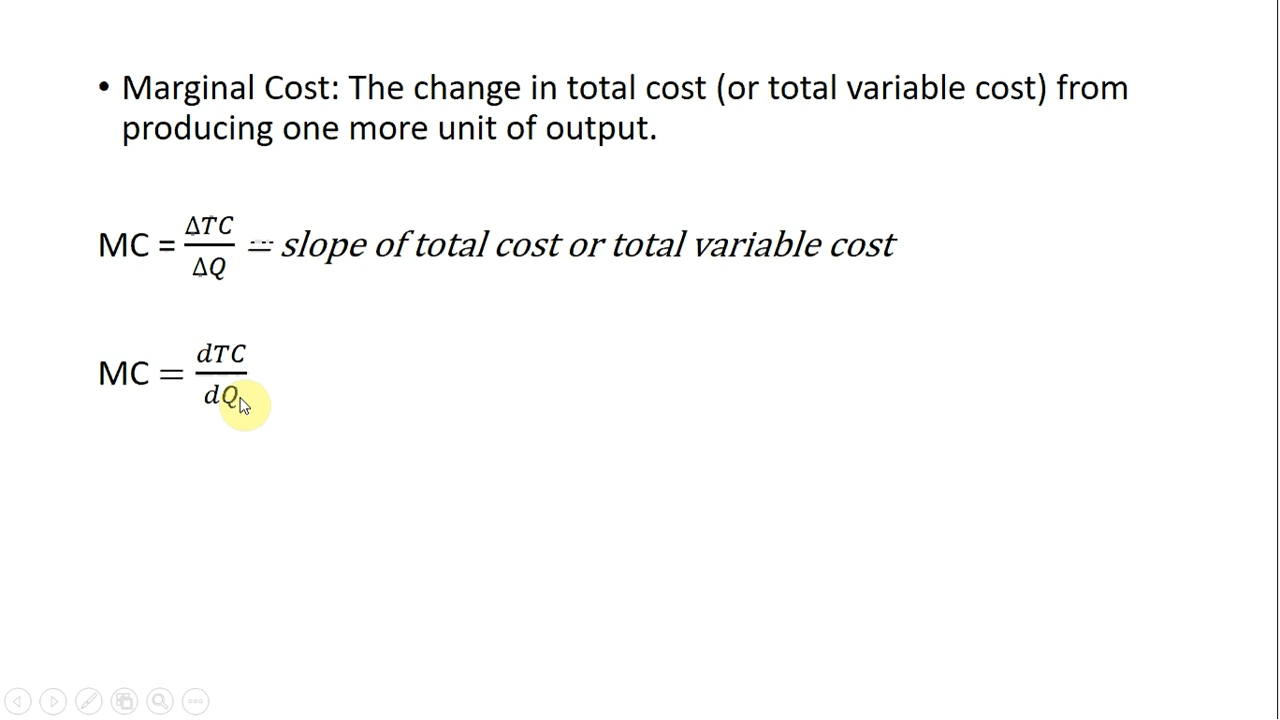 • Marginal Cost: The change in total cost (or total variable cost) from
producing one more unit of output.
MC = ΔTC/ΔQ = slope of total cost or total variable cost
MC = dTC/dQ